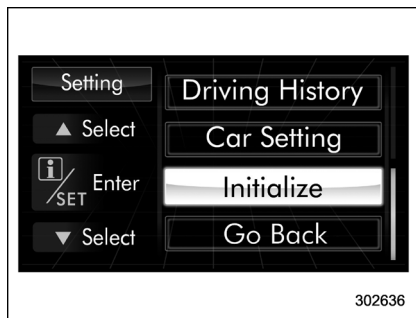 Setting
▲ Select
i/SET Enter
▼ Select
Driving History
Car Setting
Initialize
Go Back
302636